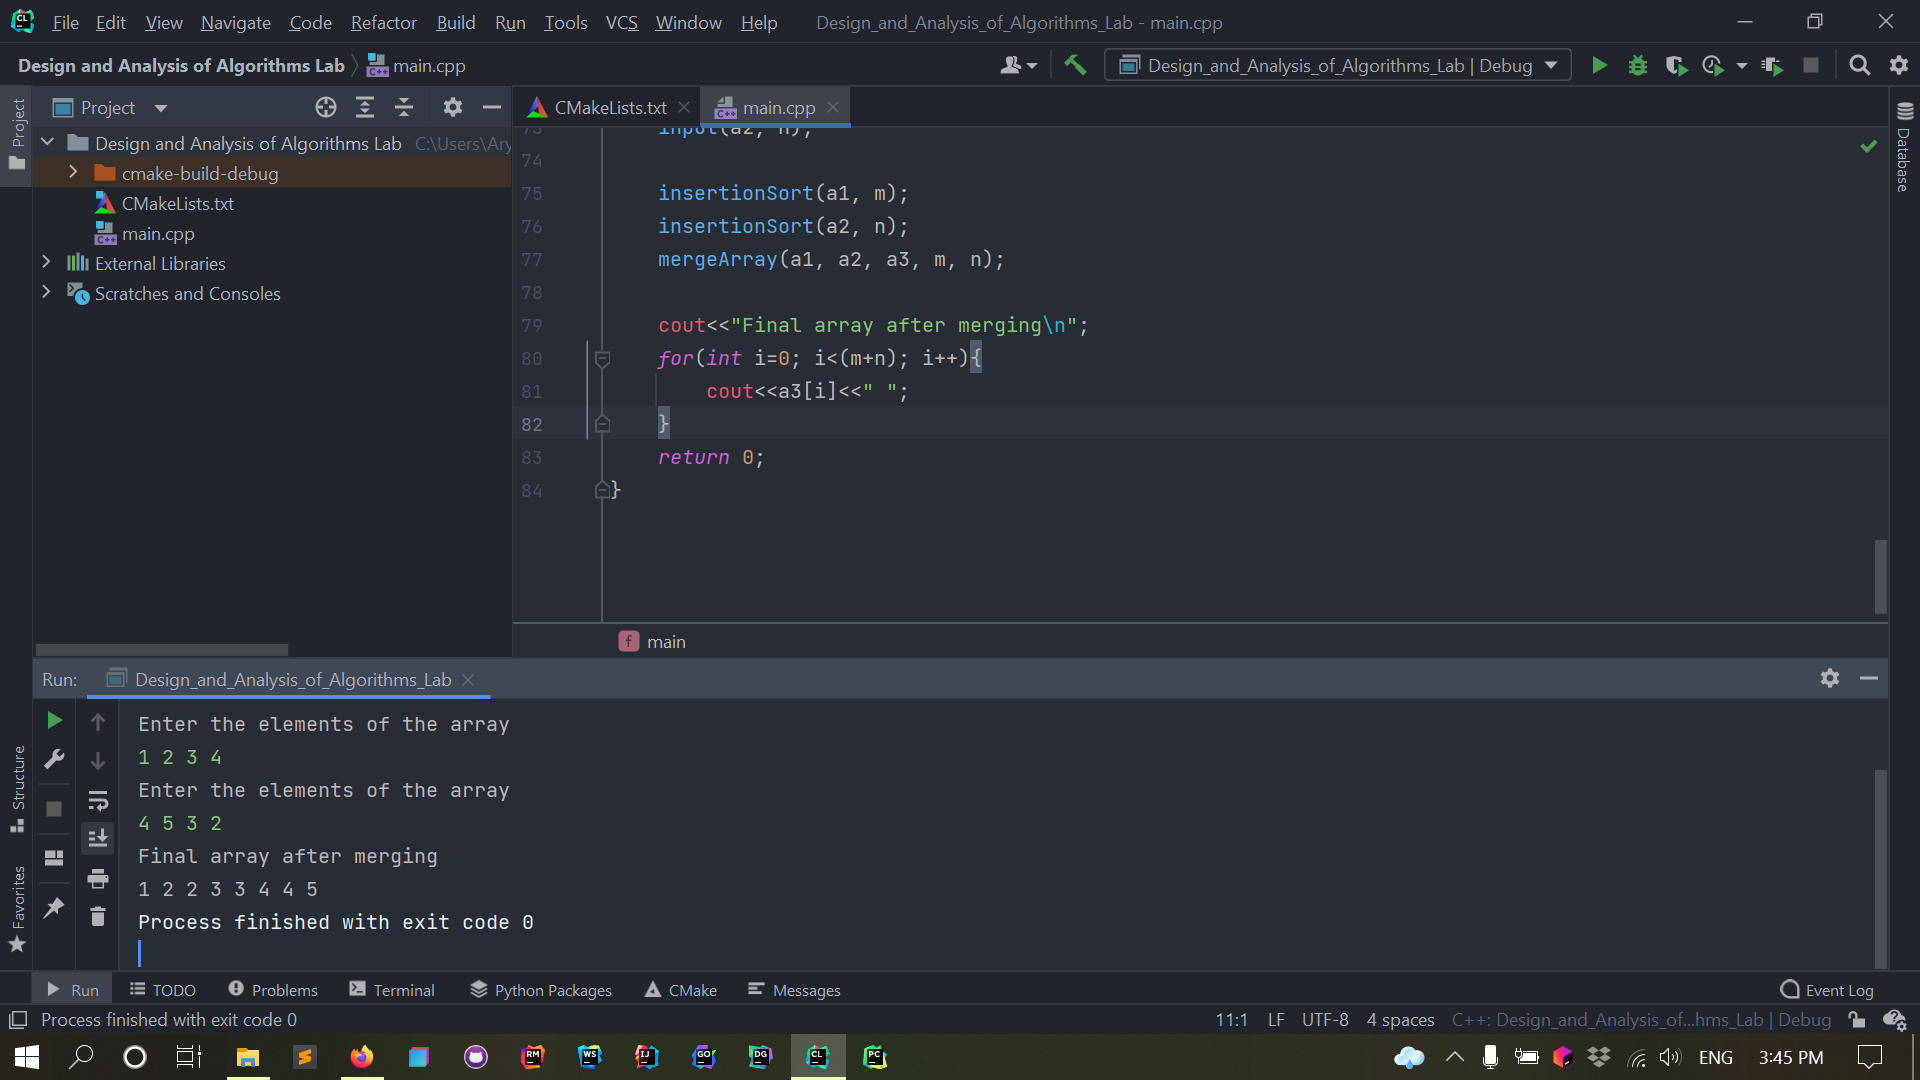 File Edit View Navigate Code Refactor Build Run Tools VCS Window Help Design_and_Analysis_of_Algorithms_Lab - main.cpp
Design and Analysis of Algorithms Lab main.cpp Design_and_Analysis_of_Algorithms_Lab | Debug
Project
Project
Design and Analysis of Algorithms Lab C:\Users\Ary
cmake-build-debug
CMakeLists.txt
main.cpp
External Libraries
Scratches and Consoles
CMakeLists.txt main.cpp
73 input(a2, n);
74
75 insertionSort(a1, m);
76 insertionSort(a2, n);
77 mergeArray(a1, a2, a3, m, n);
78
79 cout<<"Final array after merging\n";
80 for(int i=0; i<(m+n); i++){
81 cout<<a3[i]<<" ";
82 }
83 return 0;
84 }
f main
Database
Run: Design_and_Analysis_of_Algorithms_Lab
Enter the elements of the array
1 2 3 4
Enter the elements of the array
4 5 3 2
Final array after merging
1 2 2 3 3 4 4 5
Process finished with exit code 0
Structure
Favorites
Run TODO Problems Terminal Python Packages CMake Messages Event Log
Process finished with exit code 0 11:1 LF UTF-8 4 spaces C++: Design_and_Analysis_of...hms_Lab | Debug
RM WS IJ GO DG CL PC ENG 3:45 PM